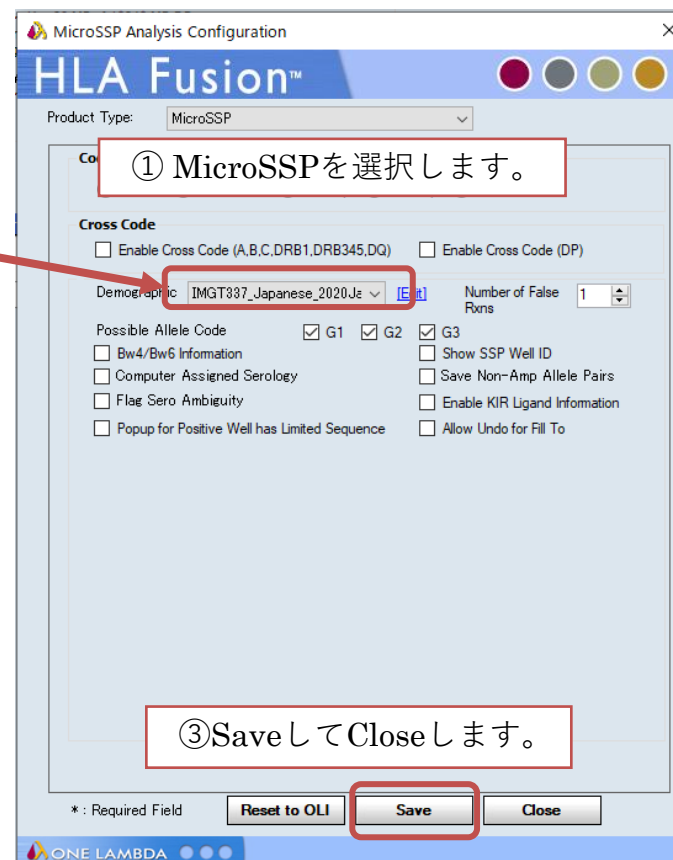 MicroSSP Analysis Configuration
HLA Fusion™
Product Type: MicroSSP
① MicroSSPを選択します。
Cross Code
Enable Cross Code (A,B,C,DRB1,DRB345,DQ) Enable Cross Code (DP)
Demographic IMGT337_Japanese_2020Ja [Edit] Number of False Rxns 1
Possible Allele Code G1 G2 G3
Bw4/Bw6 Information Show SSP Well ID
Computer Assigned Serology Save Non-Amp Allele Pairs
Flag Sero Ambiguity Enable KIR Ligand Information
Popup for Positive Well has Limited Sequence Allow Undo for Fill To
③SaveしてCloseします。
* : Required Field Reset to OLI Save Close
ONE LAMBDA